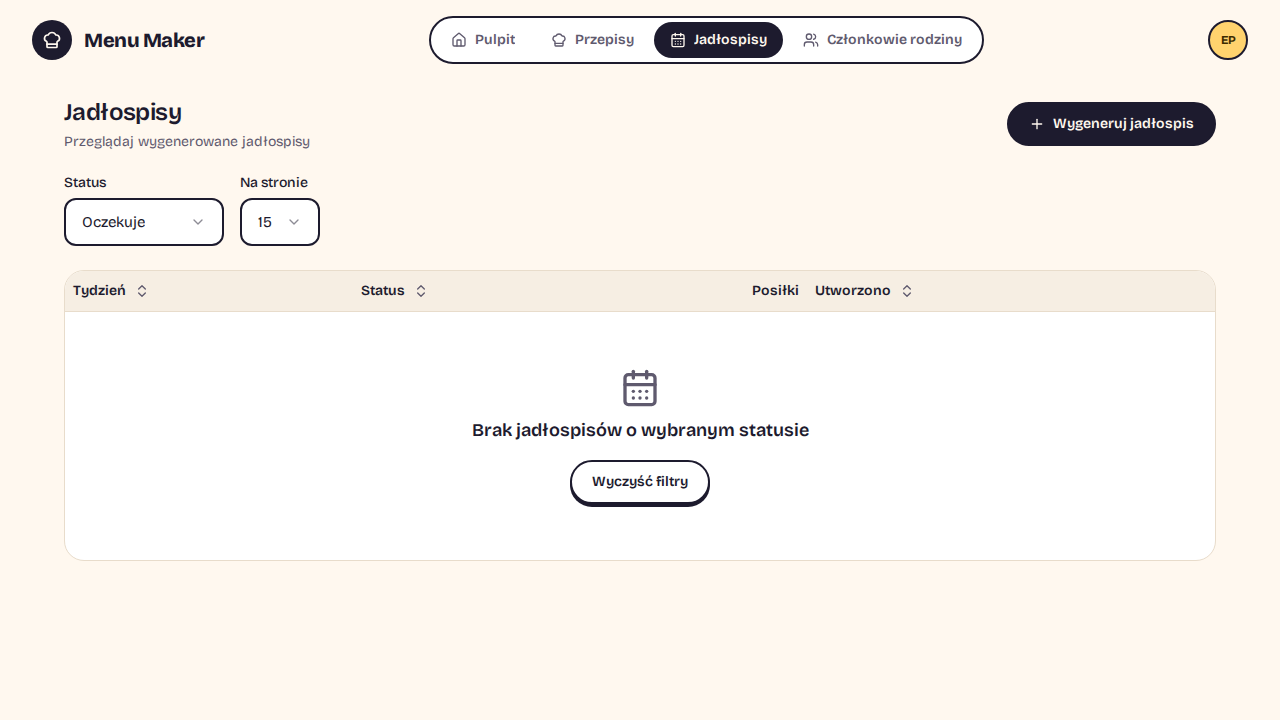 Menu Maker
Pulpit
Przepisy
Jadłospisy
Członkowie rodziny
EP
Jadłospisy
Przeglądaj wygenerowane jadłospisy
Wygeneruj jadłospis
Status
Na stronie
Oczekuje
15
Tydzień
Status
Posiłki
Utworzono
Brak jadłospisów o wybranym statusie
Wyczyść filtry